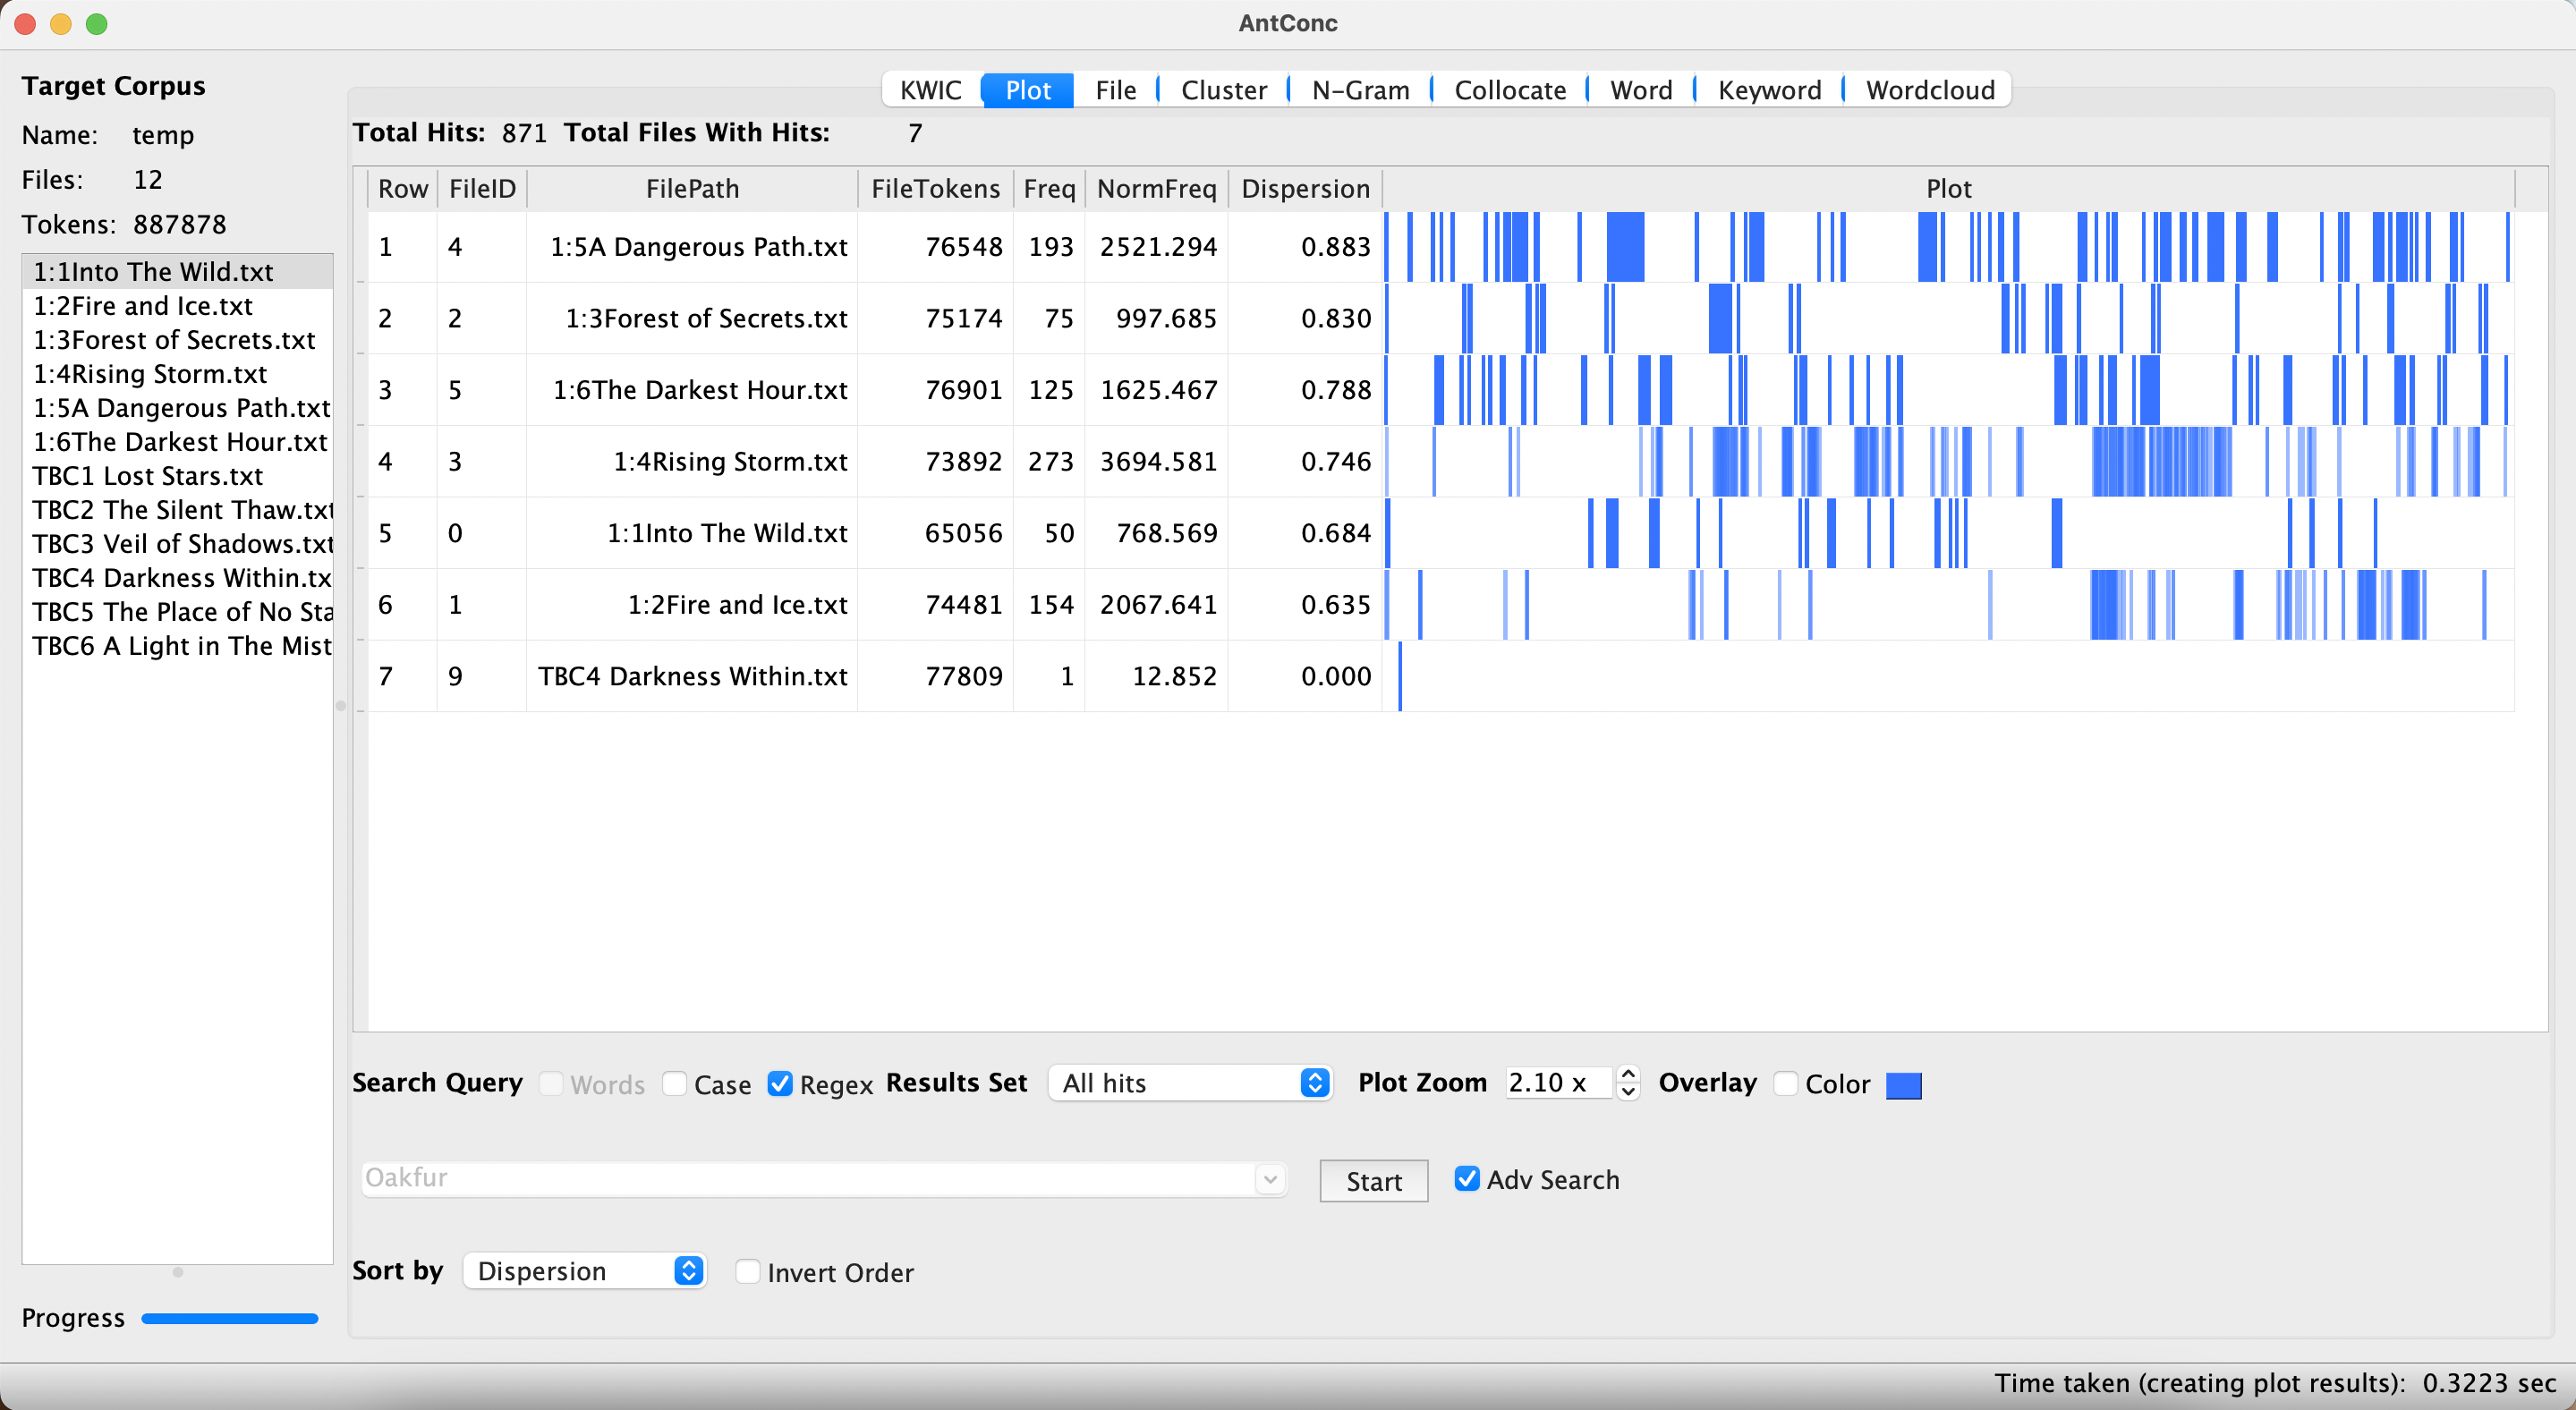 AntConc
Target Corpus
Name: temp
Files: 12
Tokens: 887878
1:1Into The Wild.txt
1:2Fire and Ice.txt
1:3Forest of Secrets.txt
1:4Rising Storm.txt
1:5A Dangerous Path.txt
1:6The Darkest Hour.txt
TBC1 Lost Stars.txt
TBC2 The Silent Thaw.txt
TBC3 Veil of Shadows.txt
TBC4 Darkness Within.tx
TBC5 The Place of No Sta
TBC6 A Light in The Mist
Progress
KWIC Plot File Cluster N-Gram Collocate Word Keyword Wordcloud
Total Hits: 871 Total Files With Hits: 7
Row FileID FilePath FileTokens Freq NormFreq Dispersion Plot
1 4 1:5A Dangerous Path.txt 76548 193 2521.294 0.883
2 2 1:3Forest of Secrets.txt 75174 75 997.685 0.830
3 5 1:6The Darkest Hour.txt 76901 125 1625.467 0.788
4 3 1:4Rising Storm.txt 73892 273 3694.581 0.746
5 0 1:1Into The Wild.txt 65056 50 768.569 0.684
6 1 1:2Fire and Ice.txt 74481 154 2067.641 0.635
7 9 TBC4 Darkness Within.txt 77809 1 12.852 0.000
Search Query Words Case Regex Results Set All hits Plot Zoom 2.10 x Overlay Color
Oakfur Start Adv Search
Sort by Dispersion Invert Order
Time taken (creating plot results): 0.3223 sec